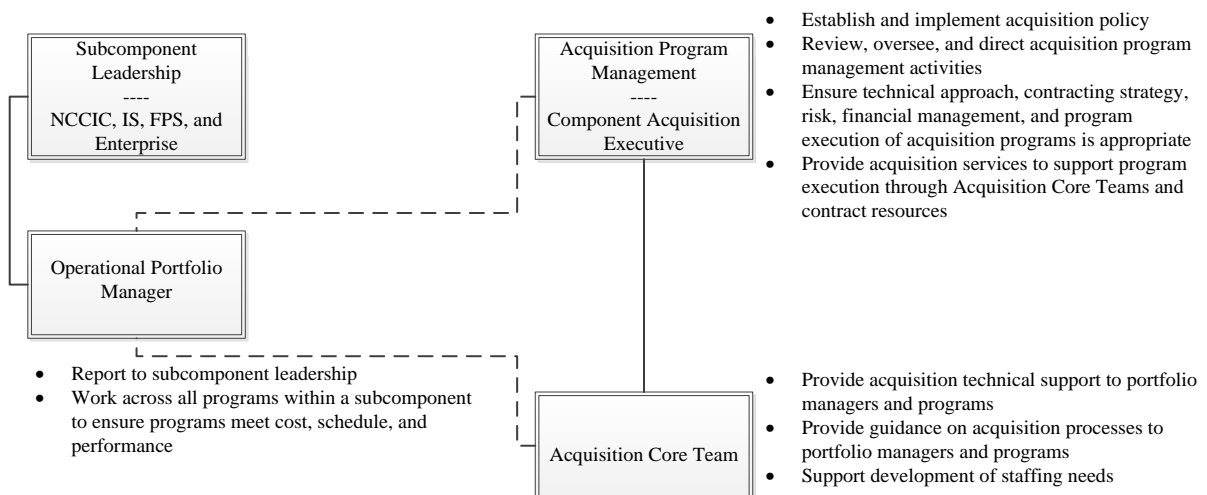 Subcomponent
Leadership
----
NCCIC, IS, FPS, and
Enterprise
Acquisition Program
Management
----
Component Acquisition
Executive
• Establish and implement acquisition policy
• Review, oversee, and direct acquisition program
management activities
• Ensure technical approach, contracting strategy,
risk, financial management, and program
execution of acquisition programs is appropriate
• Provide acquisition services to support program
execution through Acquisition Core Teams and
contract resources
Operational Portfolio
Manager
• Report to subcomponent leadership
• Work across all programs within a subcomponent
to ensure programs meet cost, schedule, and
performance
Acquisition Core Team
• Provide acquisition technical support to portfolio
managers and programs
• Provide guidance on acquisition processes to
portfolio managers and programs
• Support development of staffing needs